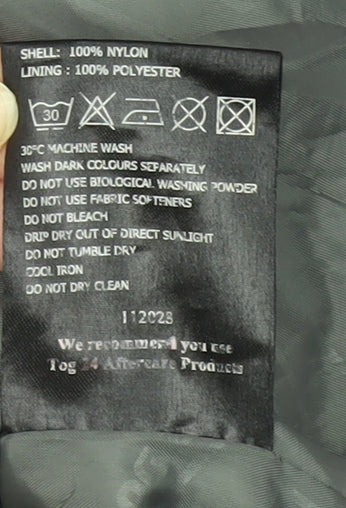 SHELL: 100% NYLON
LINING : 100% POLYESTER
30
30°C MACHINE WASH
WASH DARK COLOURS SEPARATELY
DO NOT USE BIOLOGICAL WASHING POWDER
DO NOT USE FABRIC SOFTENERS
DO NOT BLEACH
DRIP DRY OUT OF DIRECT SUNLIGHT
DO NOT TUMBLE DRY
COOL IRON
DO NOT DRY CLEAN
112028
We recommend you use
Tog 24 Aftercare Products